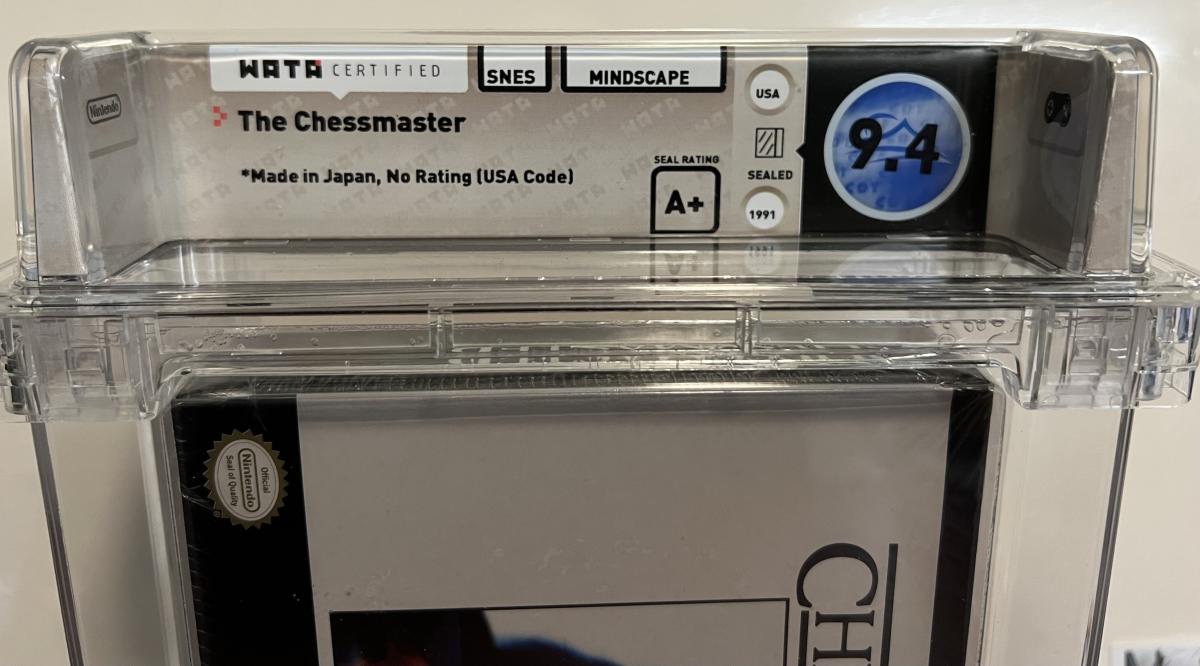 WATA CERTIFIED
SNES
MINDSCAPE
The Chessmaster
*Made in Japan, No Rating (USA Code)
SEAL RATING
A+
USA
SEALED
1991
9.4
Nintendo
Official
Nintendo
Seal of Quality
®
CH